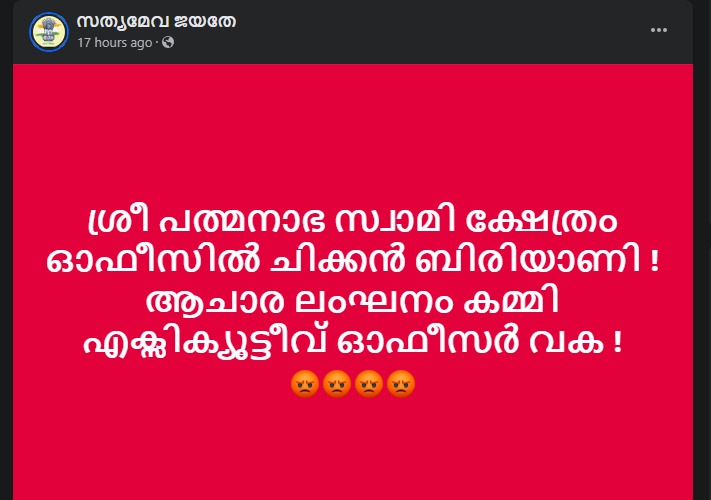 സത്യമേവ ജയതേ
17 hours ago ·
ശ്രീ പത്മനാഭ സ്വാമി ക്ഷേത്രം
ഓഫീസിൽ ചിക്കൻ ബിരിയാണി !
ആചാര ലംഘനം കമ്മി
എക്സിക്യൂട്ടീവ് ഓഫീസർ വക !
😡😡😡😡